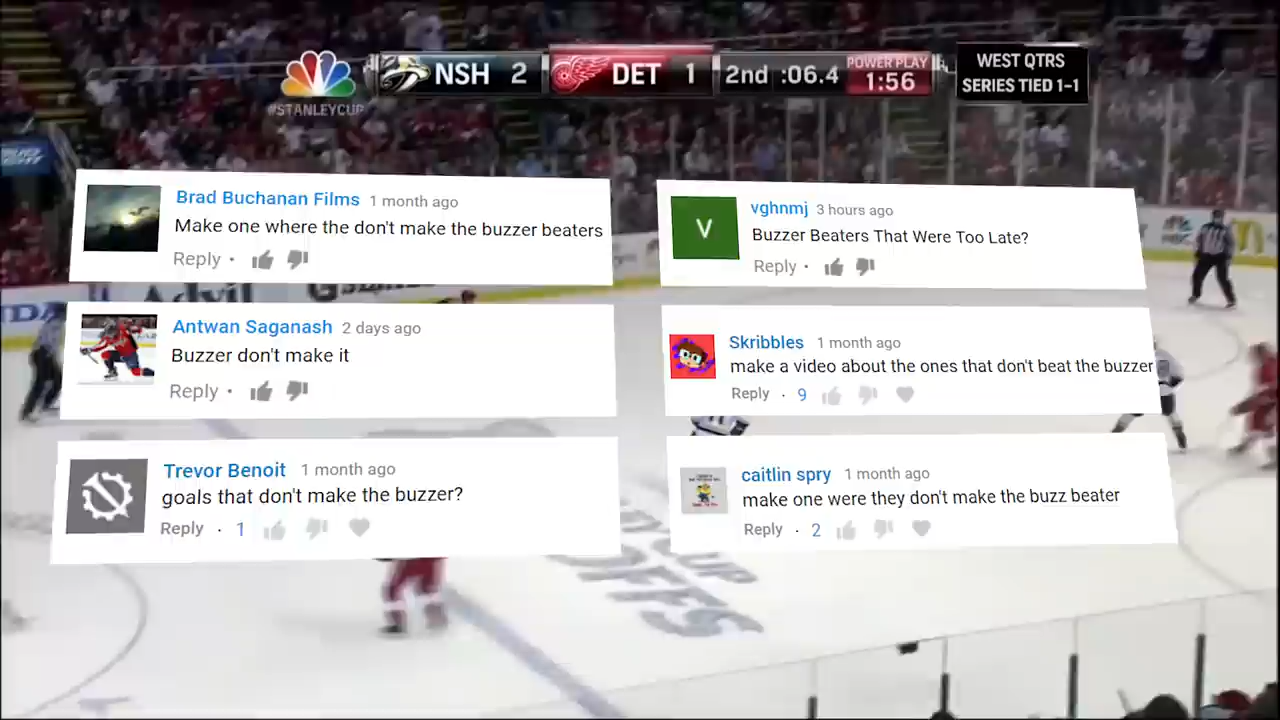 #STANLEYCUP
NSH 2 DET 1 2nd :06.4 POWER PLAY 1:56
WEST QTRS
SERIES TIED 1-1
Brad Buchanan Films 1 month ago
Make one where the don't make the buzzer beaters
Reply •
vghnmj 3 hours ago
V
Buzzer Beaters That Were Too Late?
Reply •
Advil
Antwan Saganash 2 days ago
Buzzer don't make it
Reply •
Skribbles 1 month ago
make a video about the ones that don't beat the buzzer
Reply · 9
Trevor Benoit 1 month ago
goals that don't make the buzzer?
Reply · 1
caitlin spry 1 month ago
make one were they don't make the buzz beater
Reply · 2
CUP
OFFS